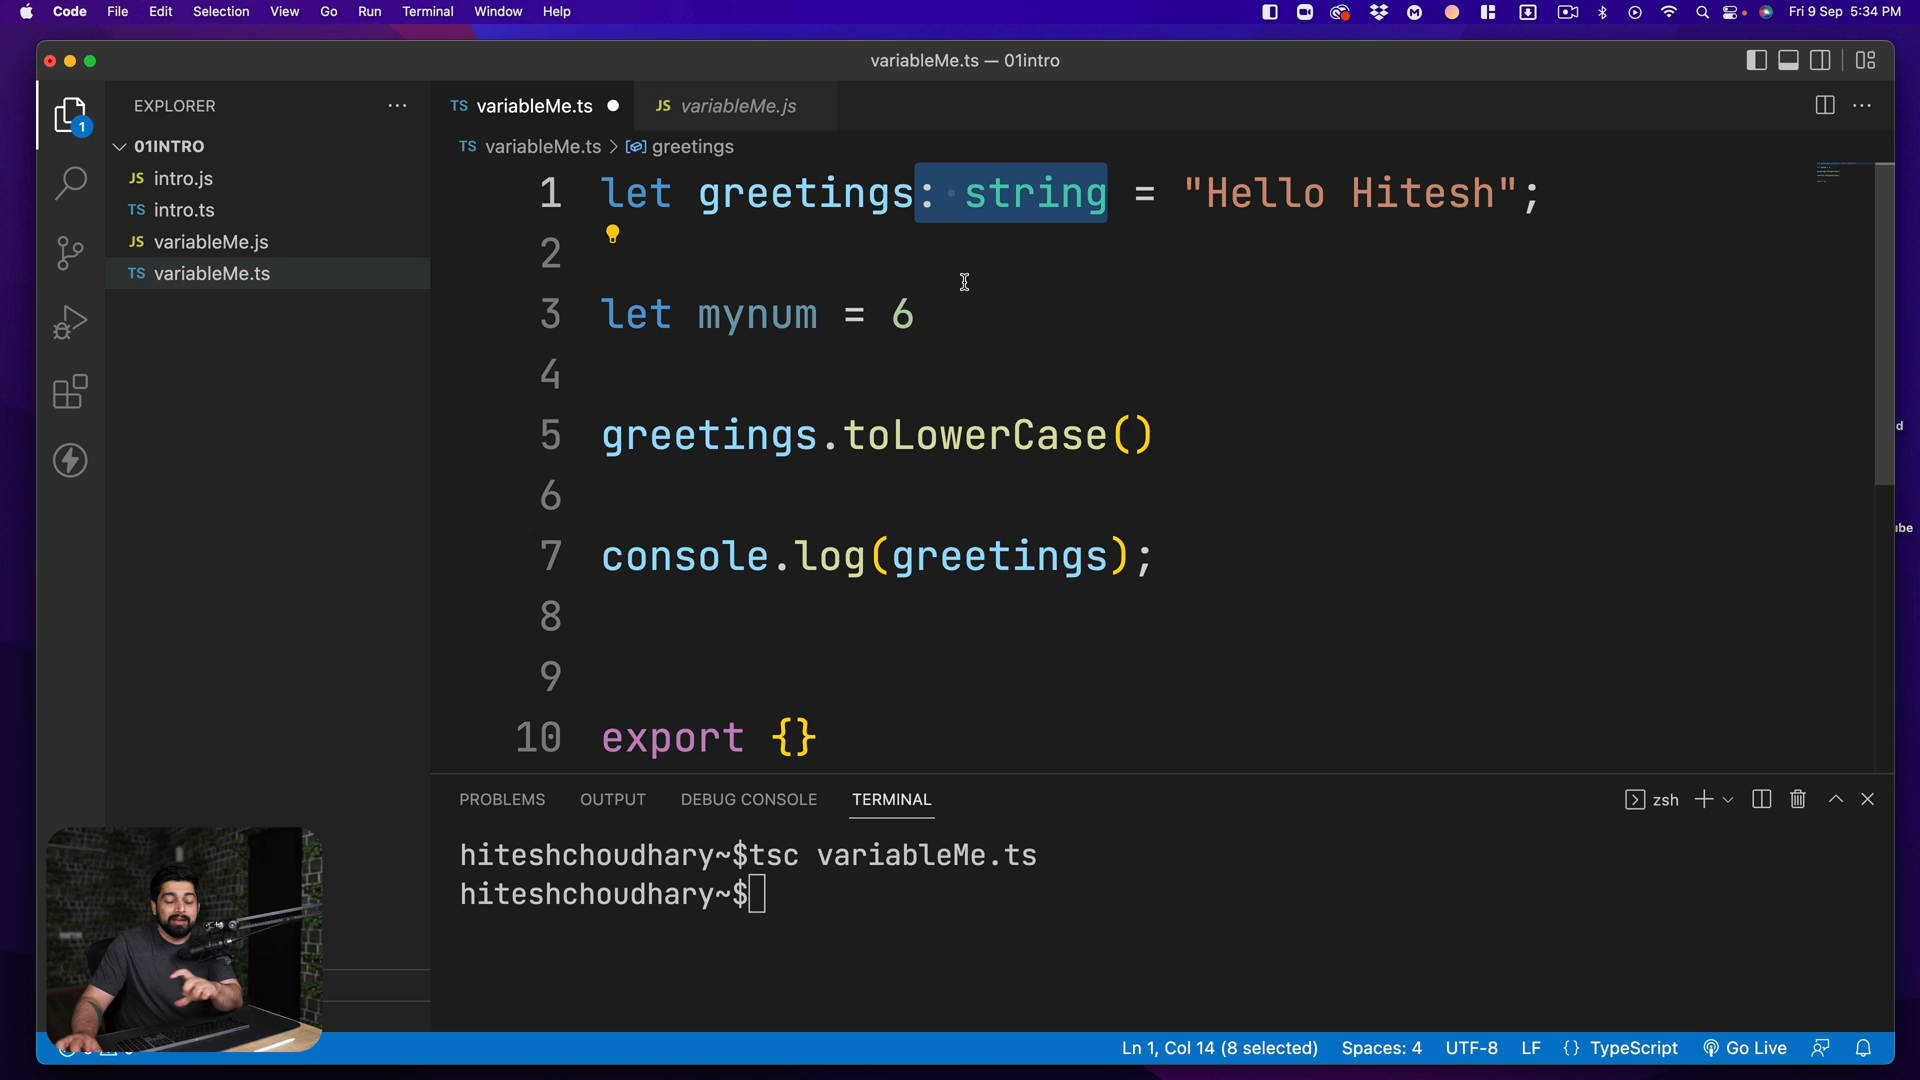 Code File Edit Selection View Go Run Terminal Window Help Fri 9 Sep 5:34 PM
variableMe.ts — 01intro
EXPLORER
TS variableMe.ts
JS variableMe.js
1
01INTRO
TS variableMe.ts > greetings
JS intro.js
TS intro.ts
JS variableMe.js
TS variableMe.ts
1 let greetings: string = "Hello Hitesh";
2
3 let mynum = 6
4
5 greetings.toLowerCase()
6
7 console.log(greetings);
8
9
10 export {}
d
ube
PROBLEMS OUTPUT DEBUG CONSOLE TERMINAL zsh
hiteshchoudhary~$tsc variableMe.ts
hiteshchoudhary~$
Ln 1, Col 14 (8 selected) Spaces: 4 UTF-8 LF {} TypeScript Go Live